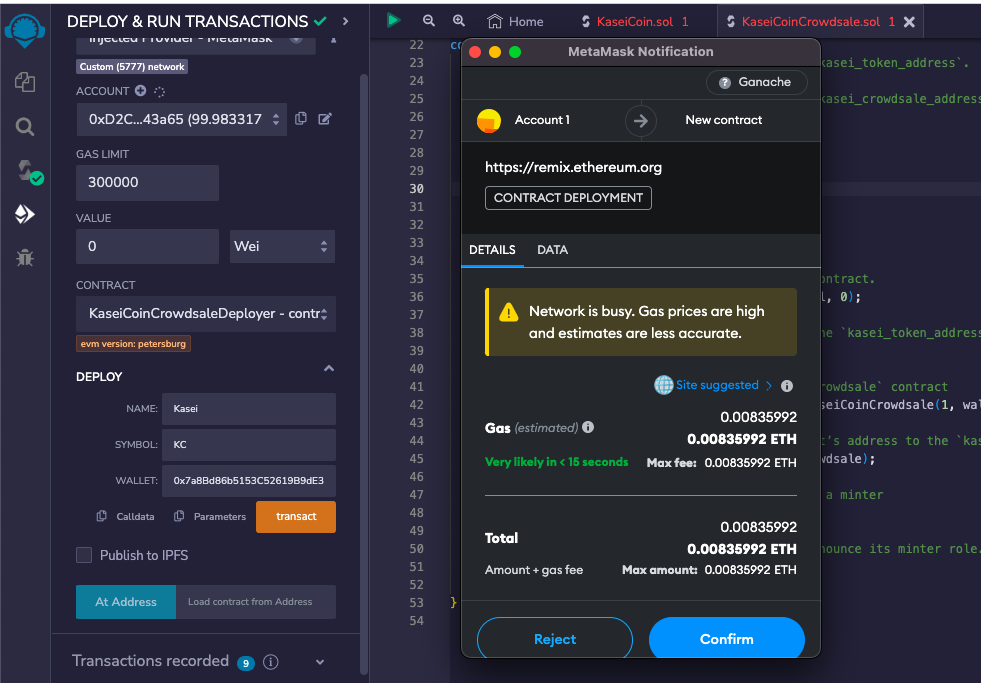 DEPLOY & RUN TRANSACTIONS
Injected Provider - MetaMask
Custom (5777) network
ACCOUNT
0xD2C...43a65 (99.983317
GAS LIMIT
300000
VALUE
0
Wei
CONTRACT
KaseiCoinCrowdsaleDeployer - contr
evm version: petersburg
DEPLOY
NAME:
Kasei
SYMBOL:
KC
WALLET:
0x7a8Bd86b5153C52619B9dE3
Calldata
Parameters
transact
Publish to IPFS
At Address
Load contract from Address
Transactions recorded 9 i
Home
KaseiCoin.sol 1
KaseiCoinCrowdsale.sol 1
22 co
23 kasei_token_address`.
24
25 kasei_crowdsale_address
26
27
28
29
30
31
32
33
34
35 ontract.
36 , 0);
37
38 he `kasei_token_address
39
40
41 rowdsale` contract
42 seiCoinCrowdsale(1, wal
43
44 t's address to the `kas
45 wdsale);
46
47 a minter
48
49
50 nounce its minter role.
51
52
53 }
54
MetaMask Notification
? Ganache
Account 1
New contract
https://remix.ethereum.org
CONTRACT DEPLOYMENT
DETAILS
DATA
Network is busy. Gas prices are high
and estimates are less accurate.
Site suggested > i
Gas (estimated) i
0.00835992
0.00835992 ETH
Very likely in < 15 seconds
Max fee: 0.00835992 ETH
Total
0.00835992
0.00835992 ETH
Amount + gas fee
Max amount: 0.00835992 ETH
Reject
Confirm